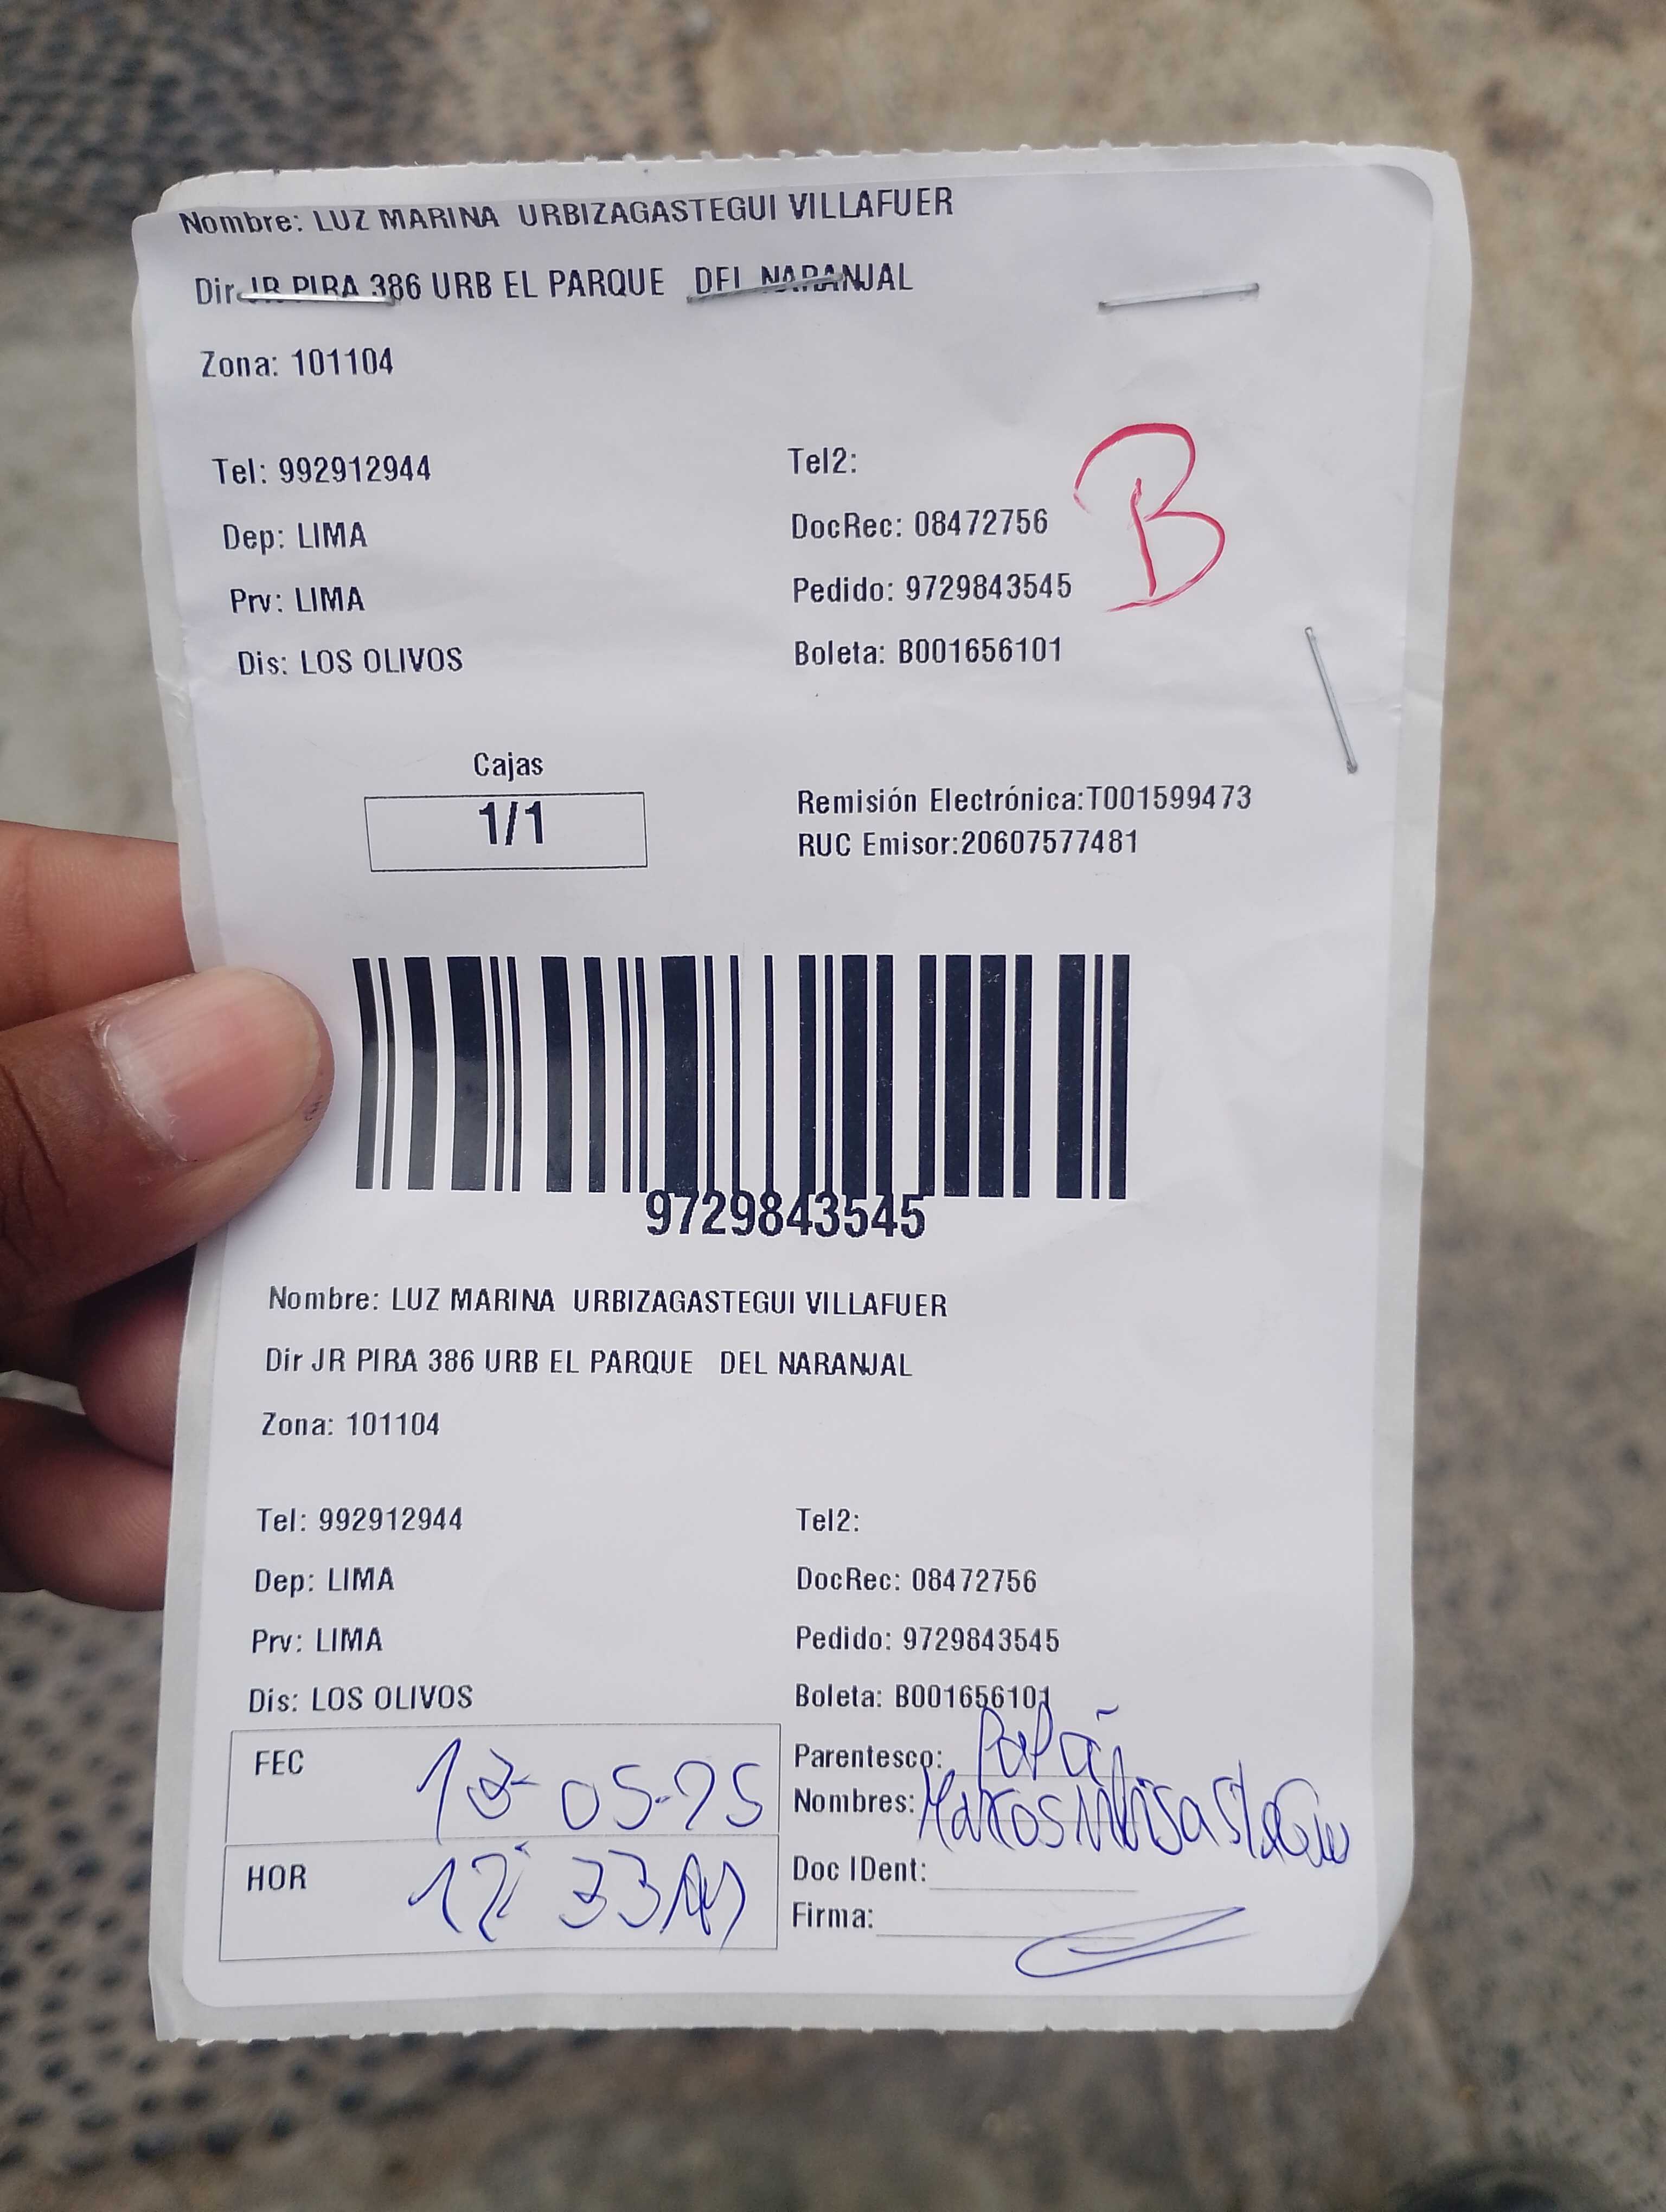 Nombre: LUZ MARINA URBIZAGASTEGUI VILLAFUER
Dir JR PIRA 386 URB EL PARQUE DEL NARANJAL
Zona: 101104
Tel: 992912944 Tel2:
Dep: LIMA DocRec: 08472756
Prv: LIMA Pedido: 9729843545
Dis: LOS OLIVOS Boleta: B001656101
B
Cajas
1/1
Remisión Electrónica:T001599473
RUC Emisor:20607577481
9729843545
Nombre: LUZ MARINA URBIZAGASTEGUI VILLAFUER
Dir JR PIRA 386 URB EL PARQUE DEL NARANJAL
Zona: 101104
Tel: 992912944 Tel2:
Dep: LIMA DocRec: 08472756
Prv: LIMA Pedido: 9729843545
Dis: LOS OLIVOS Boleta: B001656101
FEC
HOR
Parentesco: Papá
Nombres: Marcos
Doc IDent:
Firma: